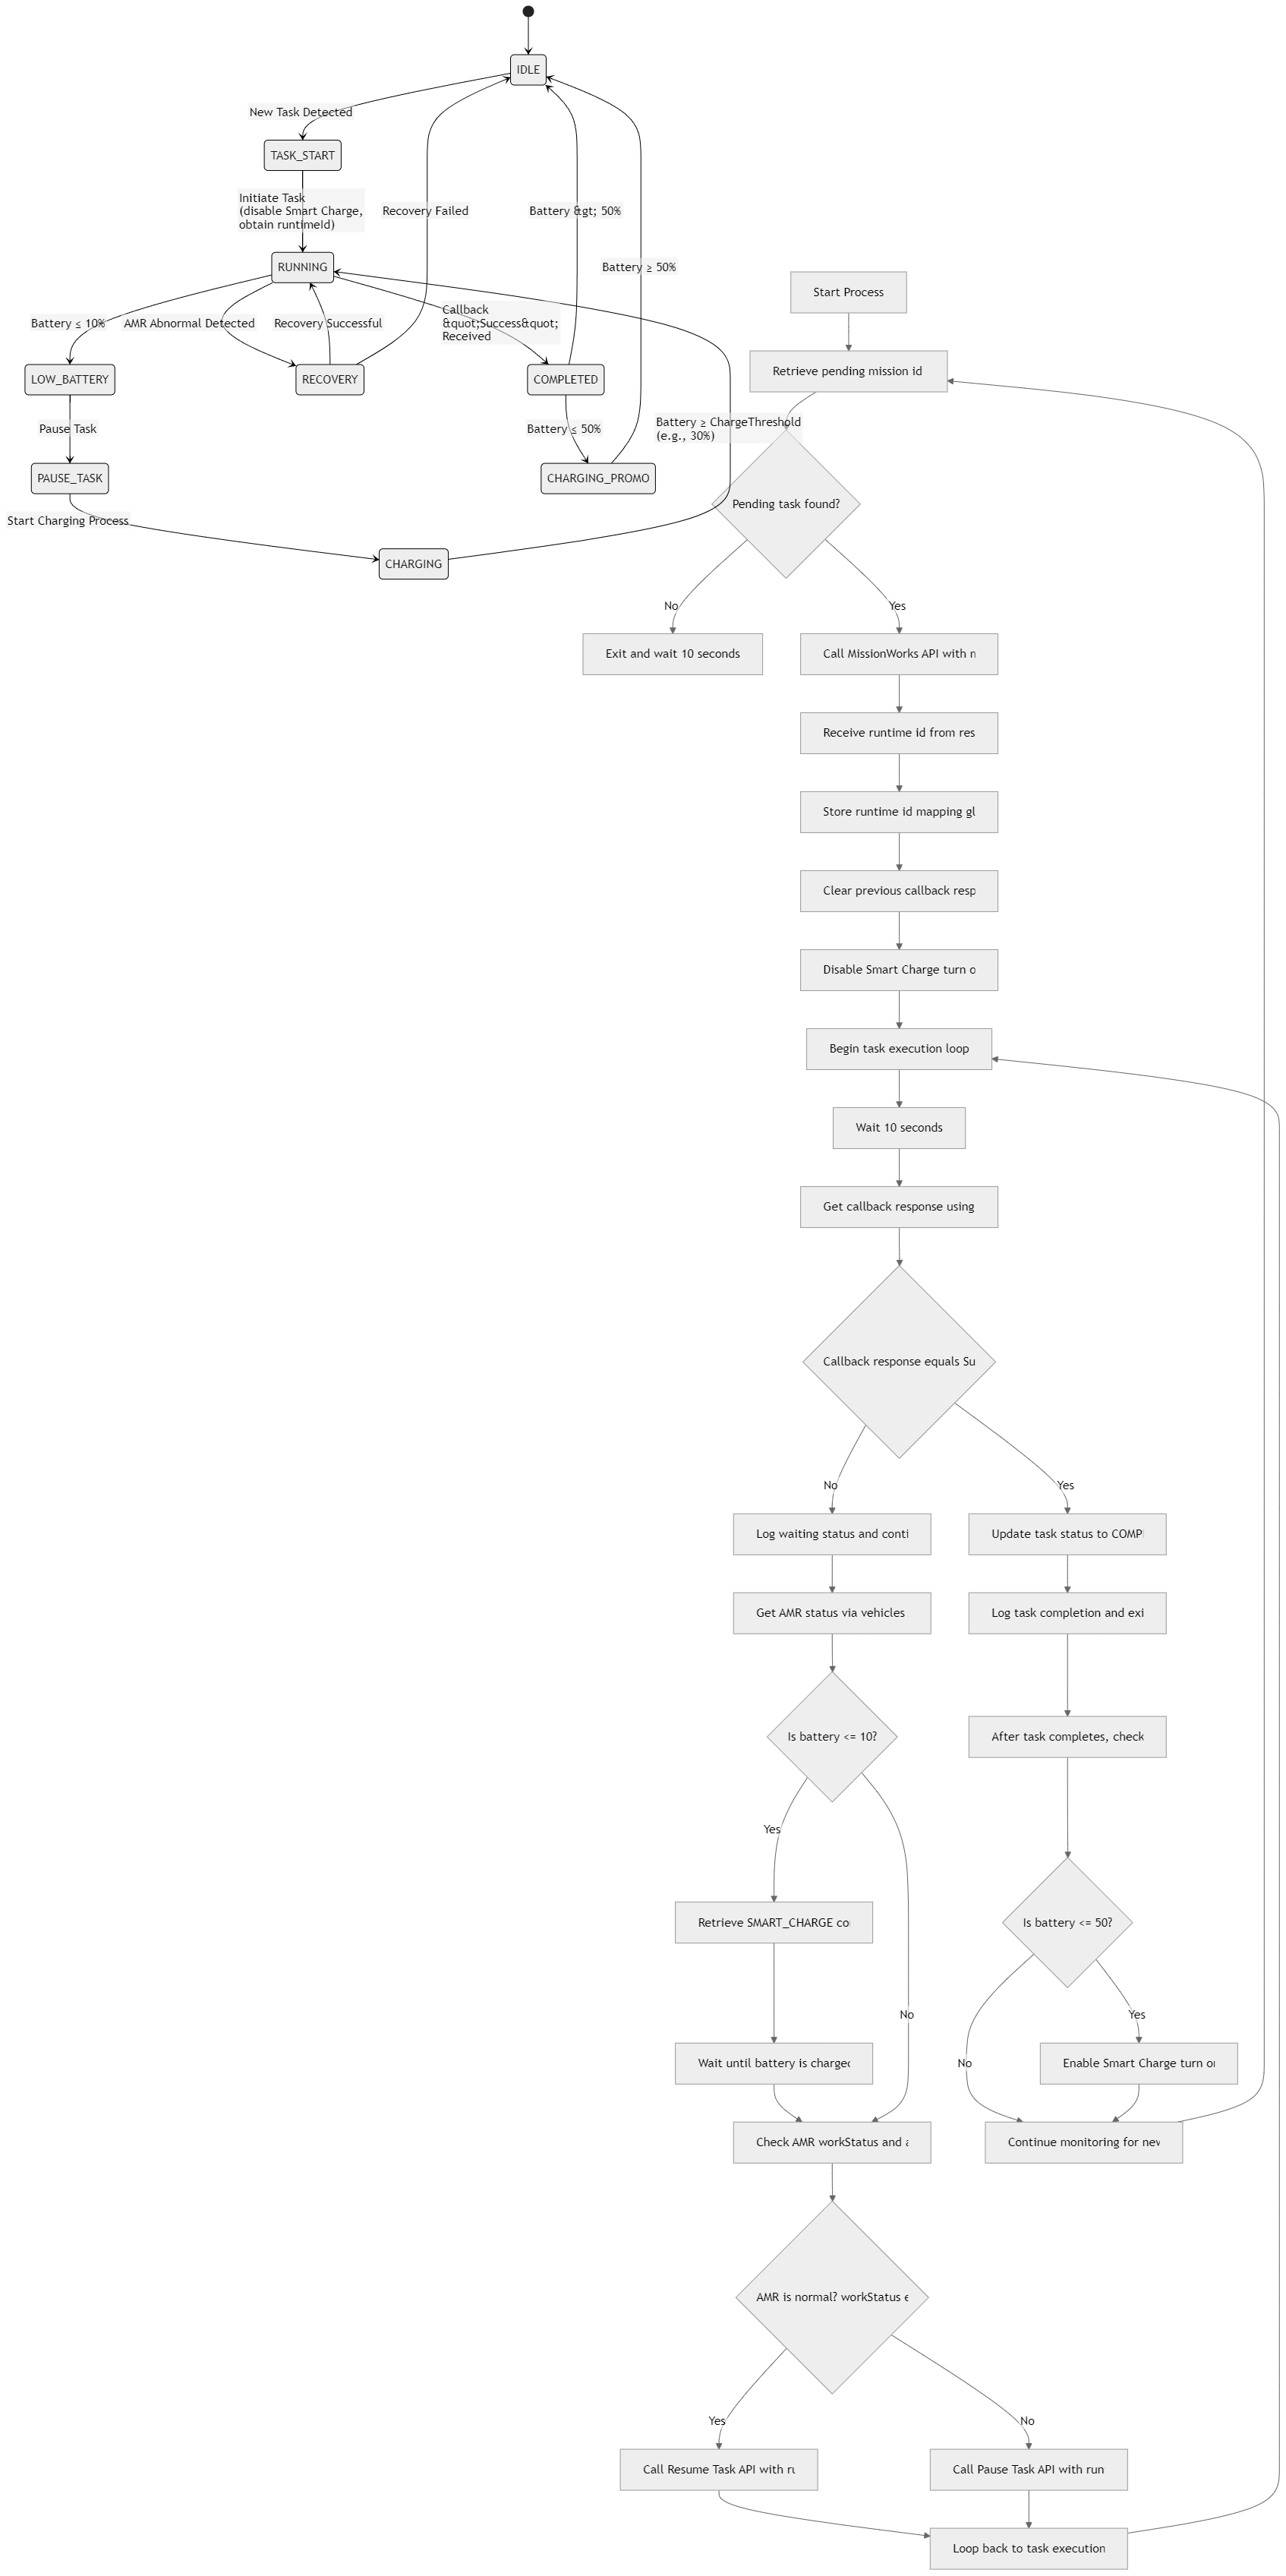 IDLE
New Task Detected
TASK_START
Initiate Task
(disable Smart Charge,
obtain runtimeId)
Recovery Failed
Battery &gt; 50%
Battery ≥ 50%
RUNNING
Battery ≤ 10%
AMR Abnormal Detected
Recovery Successful
Callback
&quot;Success&quot;
Received
LOW_BATTERY
RECOVERY
COMPLETED
Pause Task
Battery ≤ 50%
Battery ≥ ChargeThreshold
(e.g., 30%)
PAUSE_TASK
CHARGING_PROMO
Start Charging Process
CHARGING
Start Process
Retrieve pending mission id
Pending task found?
No
Yes
Exit and wait 10 seconds
Call MissionWorks API with
Receive runtime id from res
Store runtime id mapping gl
Clear previous callback resp
Disable Smart Charge turn o
Begin task execution loop
Wait 10 seconds
Get callback response using
Callback response equals Su
No
Yes
Log waiting status and conti
Update task status to COMP
Get AMR status via vehicles
Log task completion and exi
Is battery <= 10?
After task completes, check
Yes
Is battery <= 50?
Retrieve SMART_CHARGE co
No
Yes
No
Wait until battery is charged
Enable Smart Charge turn o
Check AMR workStatus and
Continue monitoring for new
AMR is normal? workStatus
Yes
No
Call Resume Task API with
Call Pause Task API with run
Loop back to task execution